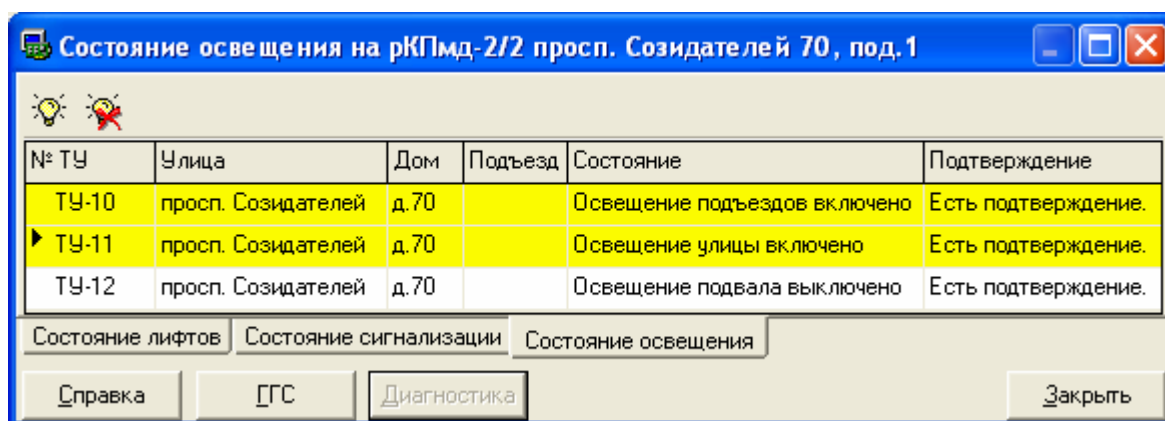 Состояние освещения на рКПмд-2/2 просп. Созидателей 70, под.1
№ ТУ Улица Дом Подъезд Состояние Подтверждение
ТУ-10 просп. Созидателей д.70 Освещение подъездов включено Есть подтверждение.
ТУ-11 просп. Созидателей д.70 Освещение улицы включено Есть подтверждение.
ТУ-12 просп. Созидателей д.70 Освещение подвала выключено Есть подтверждение.
Состояние лифтов Состояние сигнализации Состояние освещения
Справка ГГС Диагностика Закрыть